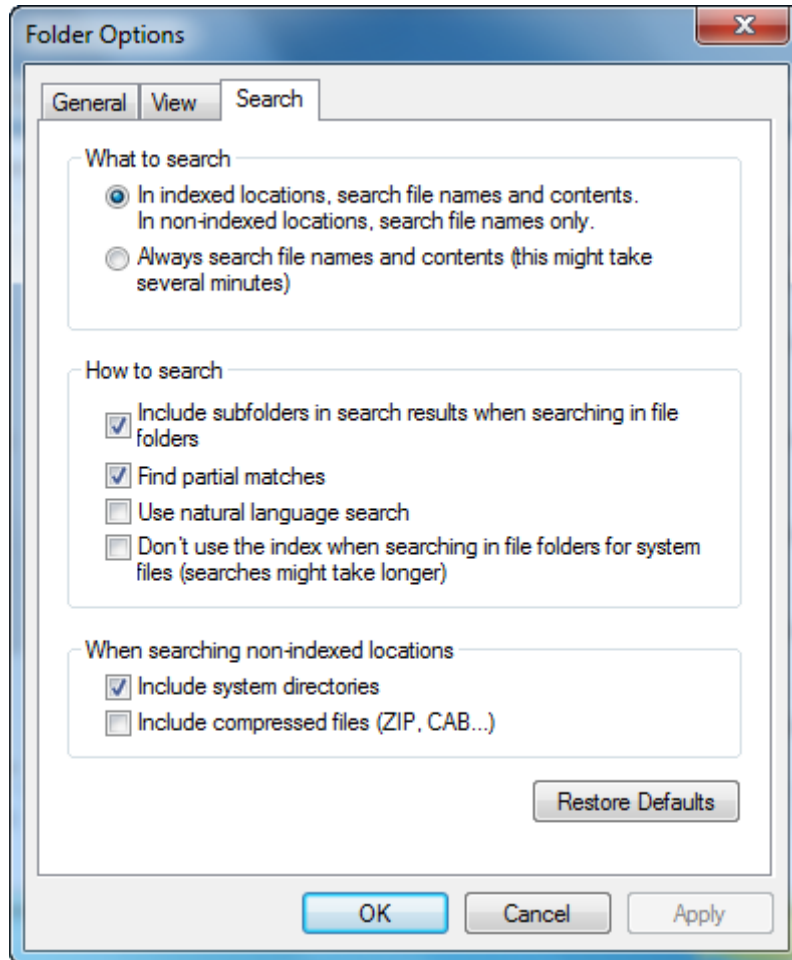 Folder Options
General View Search
What to search
In indexed locations, search file names and contents.
In non-indexed locations, search file names only.
Always search file names and contents (this might take
several minutes)
How to search
Include subfolders in search results when searching in file
folders
Find partial matches
Use natural language search
Don't use the index when searching in file folders for system
files (searches might take longer)
When searching non-indexed locations
Include system directories
Include compressed files (ZIP, CAB...)
Restore Defaults
OK Cancel Apply